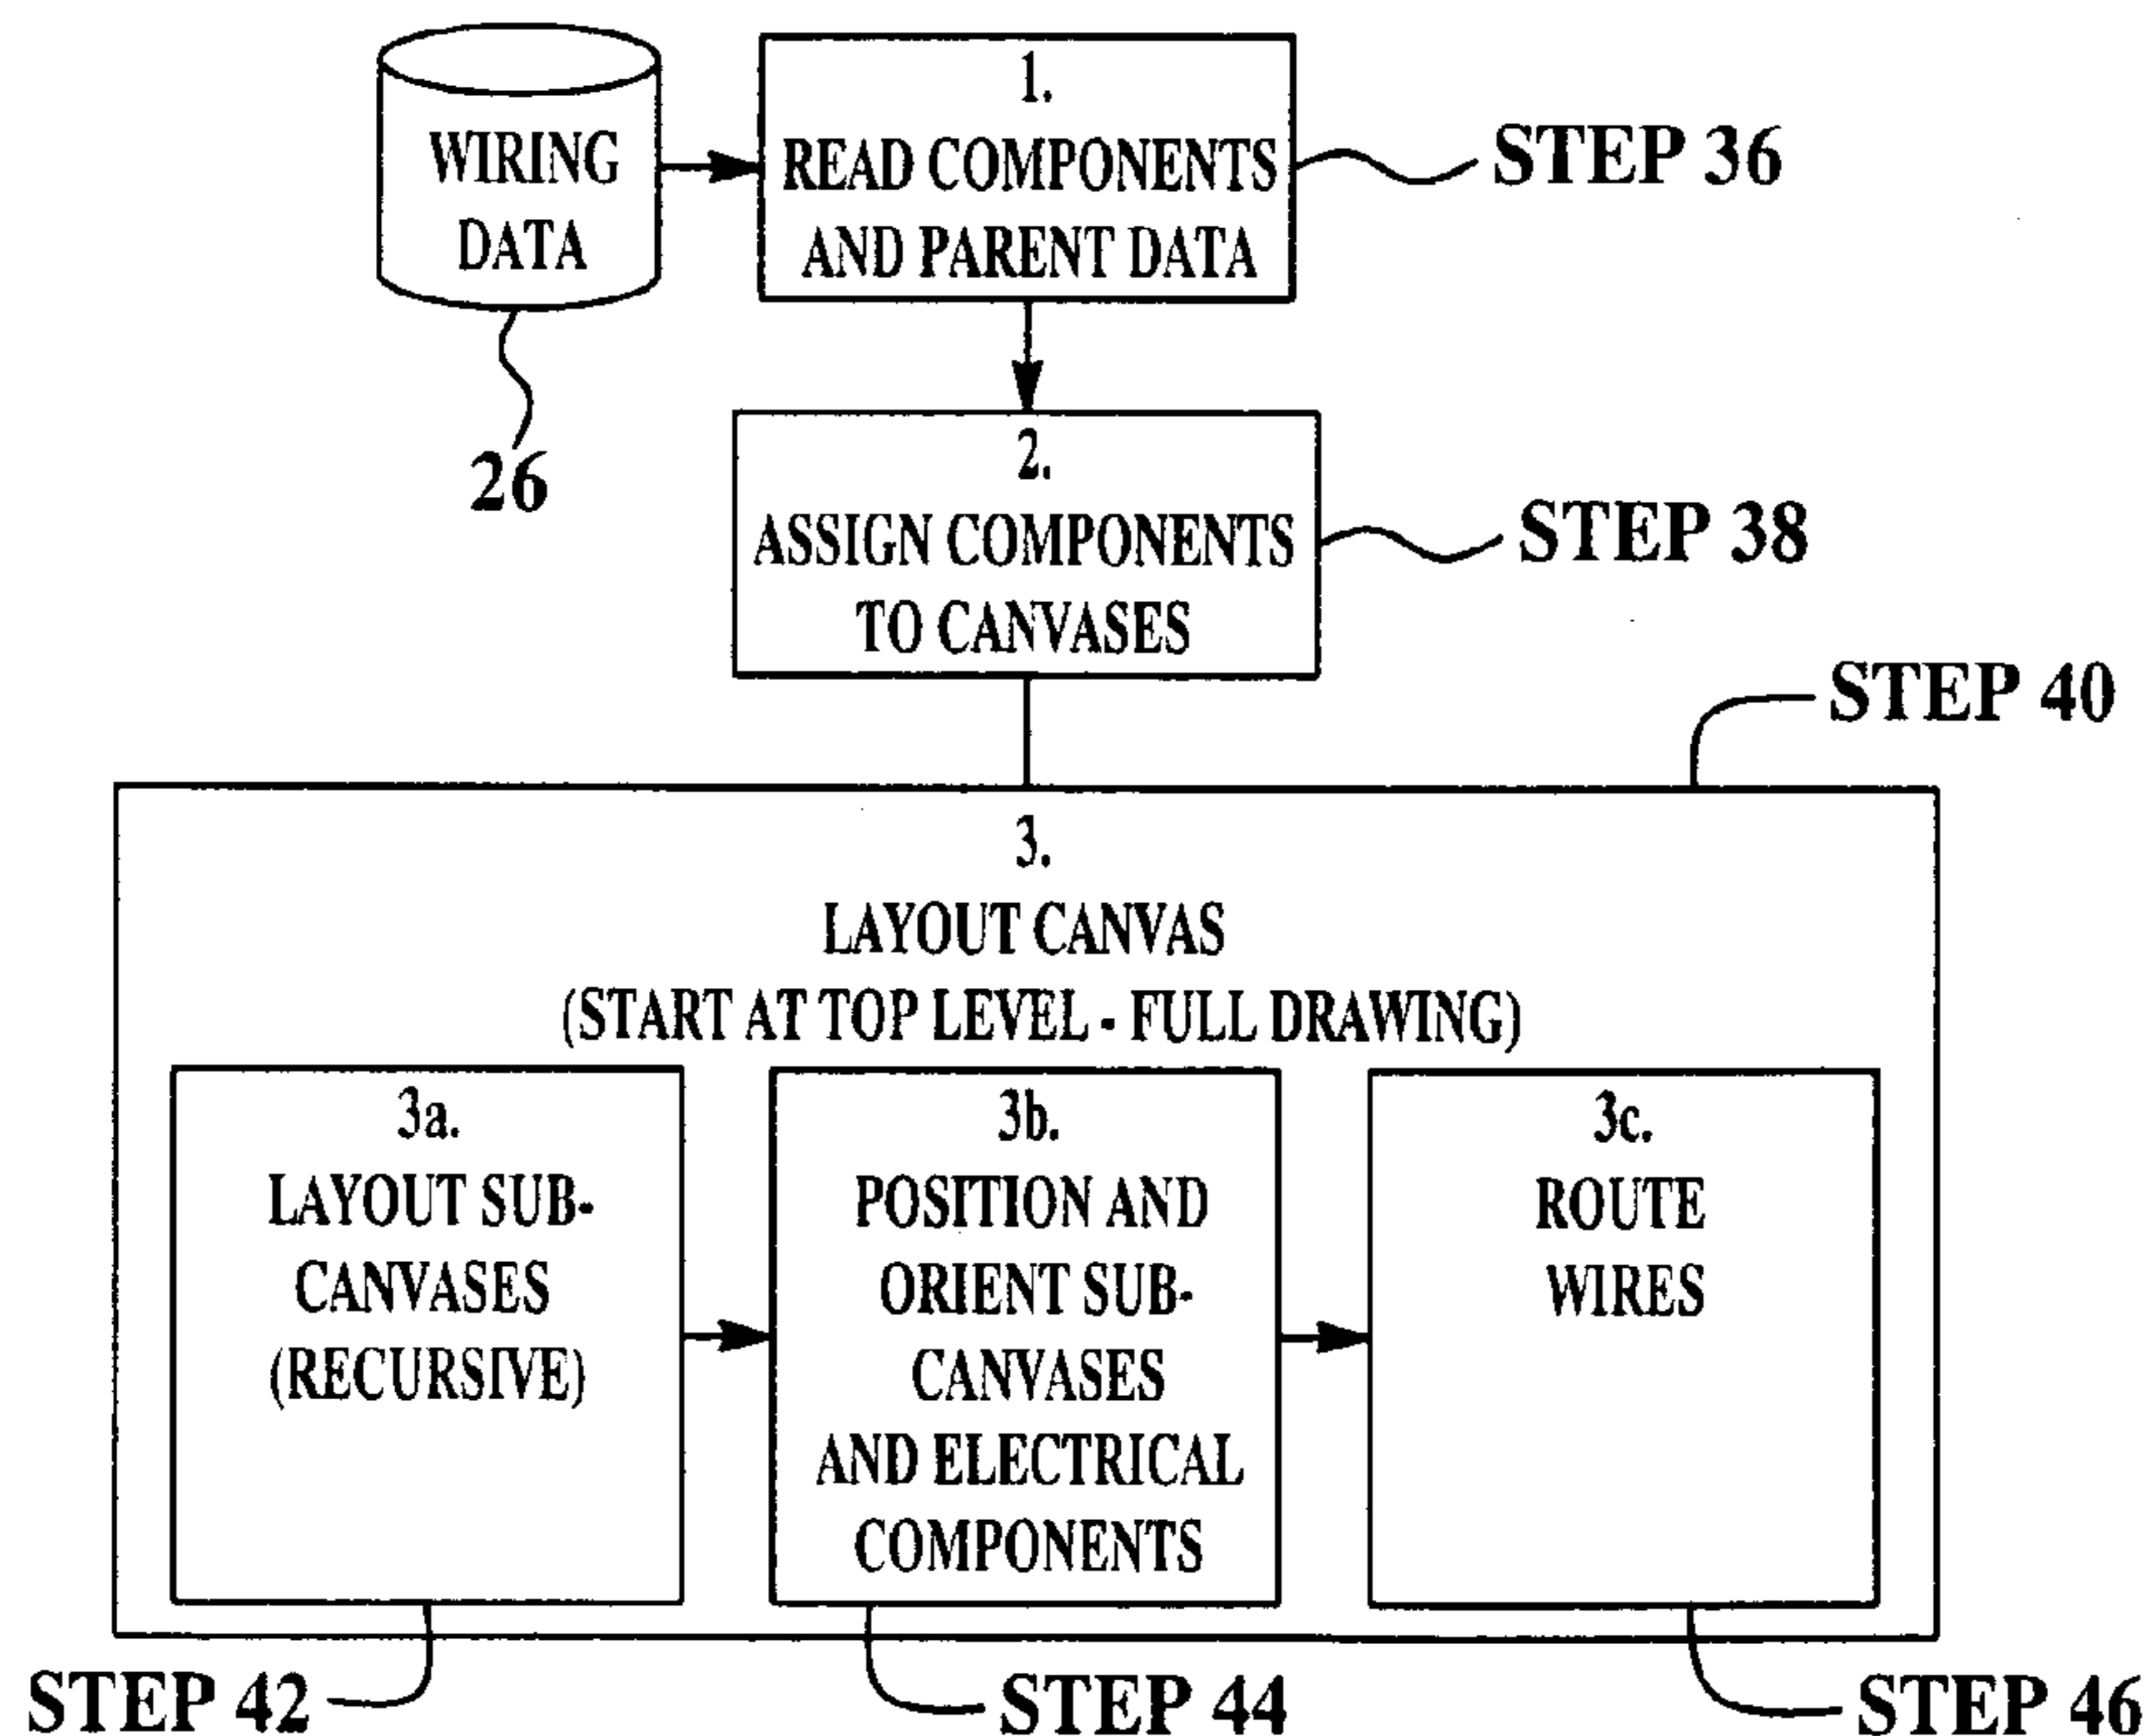 WIRING
DATA
26
1.
READ COMPONENTS
AND PARENT DATA
STEP 36
2.
ASSIGN COMPONENTS
TO CANVASES
STEP 38
STEP 40
3.
LAYOUT CANVAS
(START AT TOP LEVEL - FULL DRAWING)
3a.
LAYOUT SUB-
CANVASES
(RECURSIVE)
3b.
POSITION AND
ORIENT SUB-
CANVASES
AND ELECTRICAL
COMPONENTS
3c.
ROUTE
WIRES
STEP 42
STEP 44
STEP 46